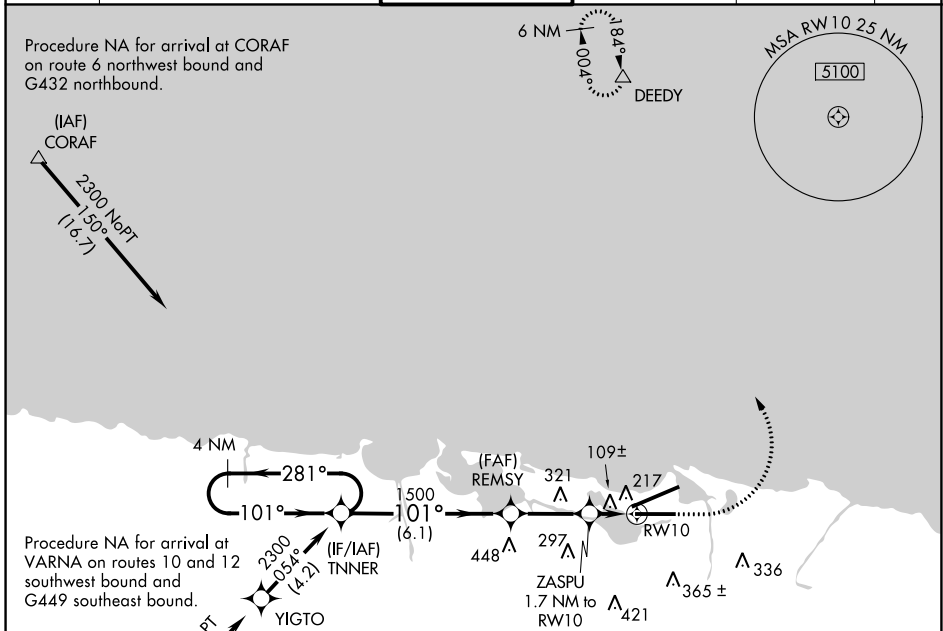 Procedure NA for arrival at CORAF
on route 6 northwest bound and
G432 northbound.
6 NM
184°
004°
DEEDY
MSA RW10 25 NM
5100
(IAF)
CORAF
2300 NoPT
150°
(16.7)
4 NM
281°
101°
(IF/IAF)
TNNER
1500
101°
(6.1)
(FAF)
REMSY
321
109±
217
RW10
448
297
ZASPU
1.7 NM to
RW10
421
365 ±
336
Procedure NA for arrival at
VARNA on routes 10 and 12
southwest bound and
G449 southeast bound.
2300
054°
(4.2)
YIGTO
PT